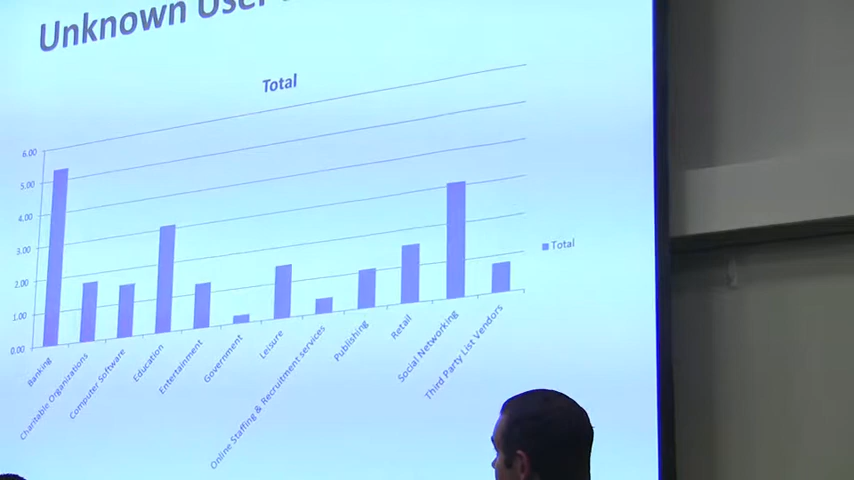 Unknown User
Total
6.00
5.00
4.00
3.00
2.00
1.00
0.00
Total
Banking
Charitable Organizations
Computer Software
Education
Entertainment
Government
Leisure
Online Staffing & Recruitment services
Publishing
Retail
Social Networking
Third Party List Vendors